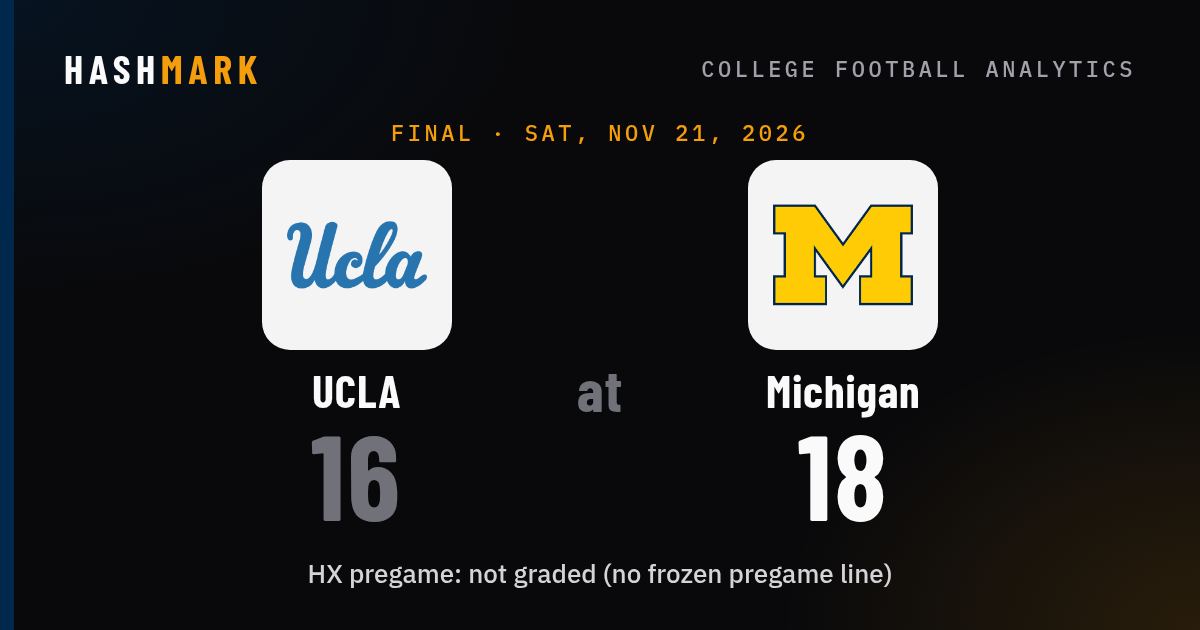 HASHMARK
COLLEGE FOOTBALL ANALYTICS
FINAL · SAT, NOV 21, 2026
Ucla
M
UCLA
at
Michigan
16
18
HX pregame: not graded (no frozen pregame line)